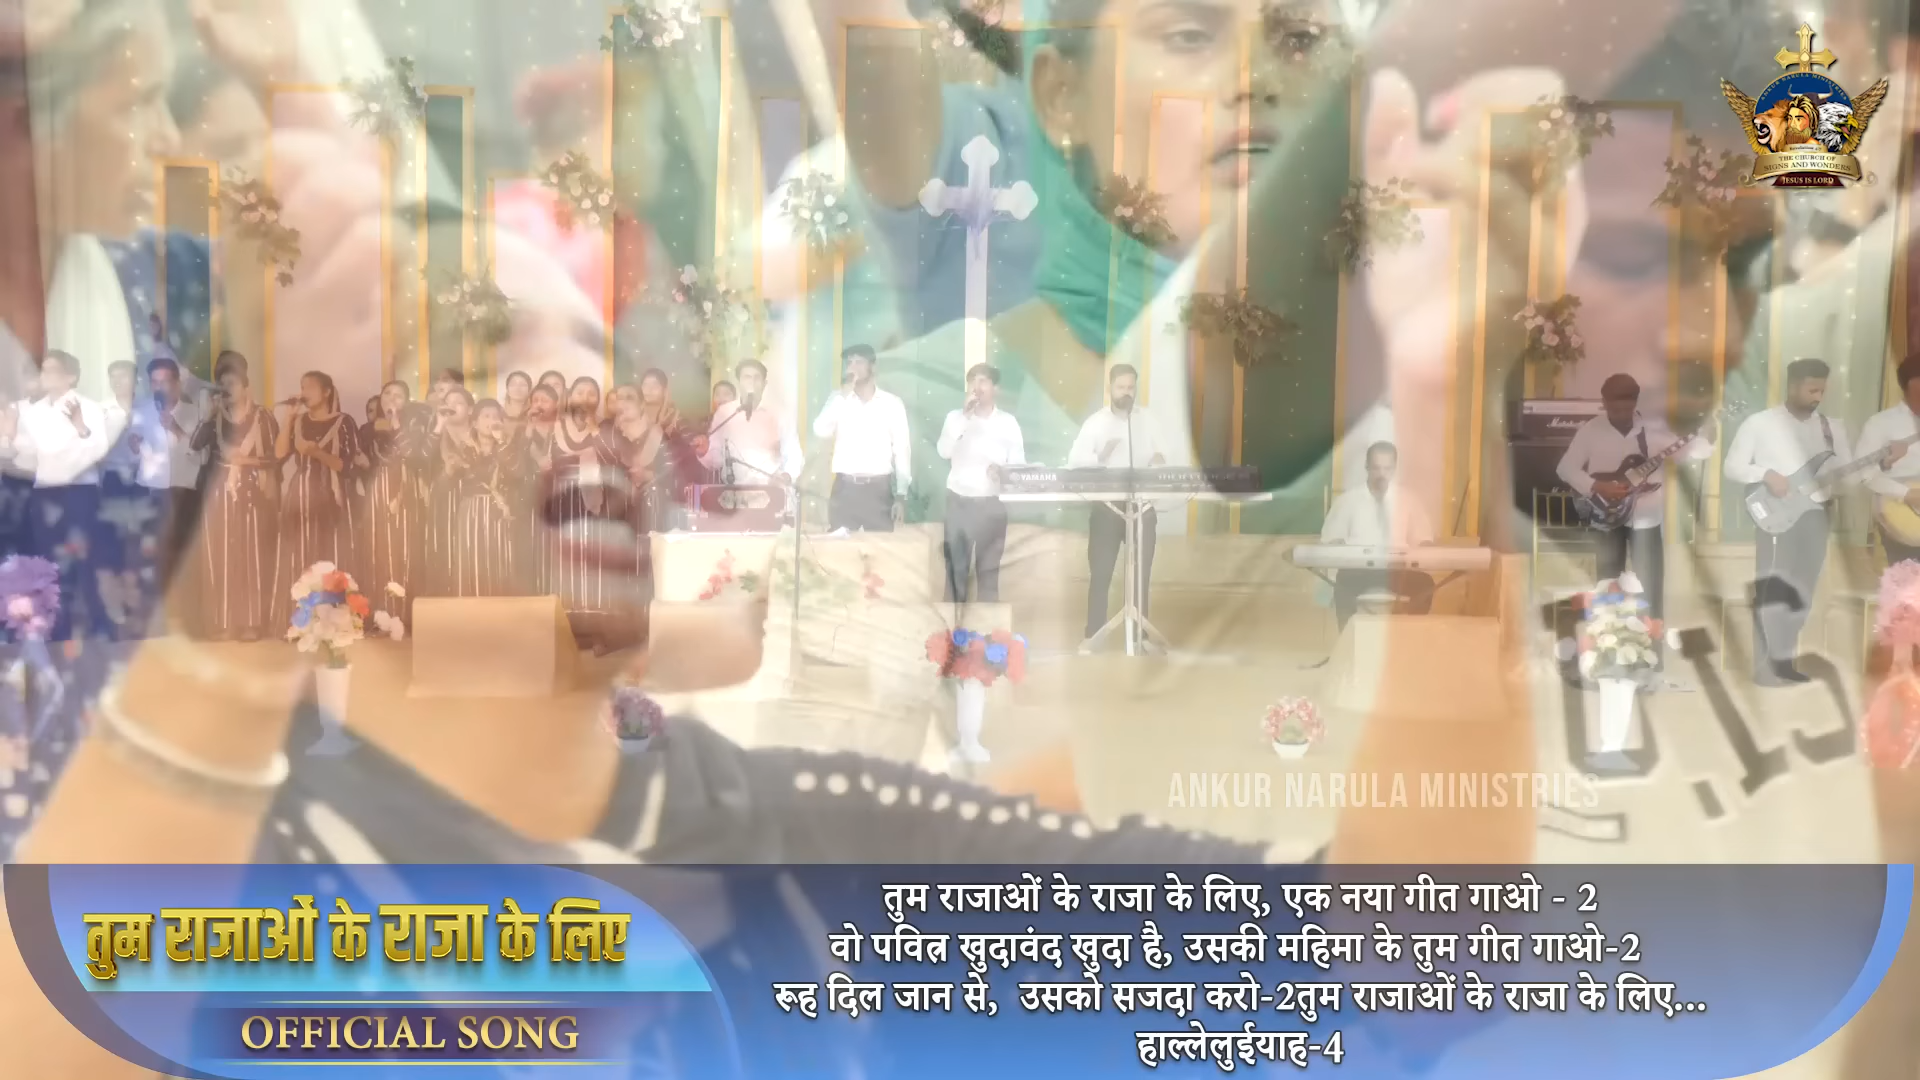 THE CHURCH OF
SIGNS AND WONDERS
JESUS IS LORD
YAMAHA
ANKUR NARULA MINISTRIES
तुम राजाओं के राजा के लिए
OFFICIAL SONG
तुम राजाओं के राजा के लिए, एक नया गीत गाओ - 2
वो पवित्र खुदावंद खुदा है, उसकी महिमा के तुम गीत गाओ-2
रूह दिल जान से, उसको सजदा करो-2तुम राजाओं के राजा के लिए...
हाल्लेलुईयाह-4